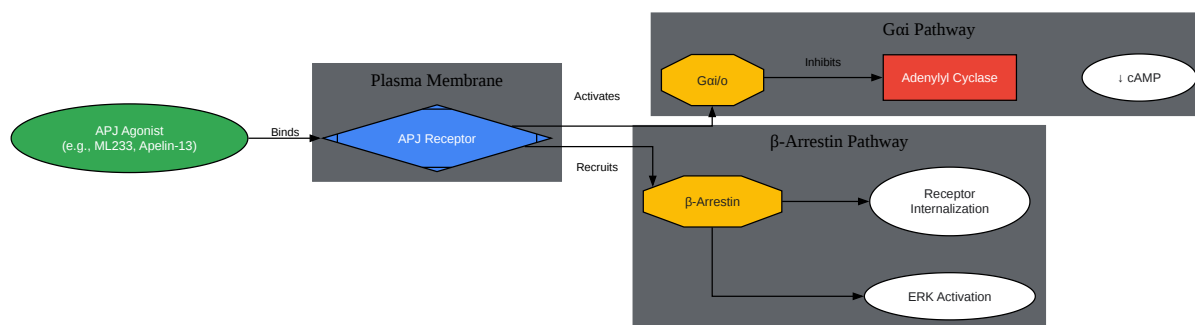 Gαi Pathway
Gαi/o
Inhibits
Adenylyl Cyclase
↓ cAMP
Plasma Membrane
Activates
APJ Agonist
(e.g., ML233, Apelin-13)
Binds
APJ Receptor
Recruits
β-Arrestin Pathway
β-Arrestin
Receptor
Internalization
ERK Activation